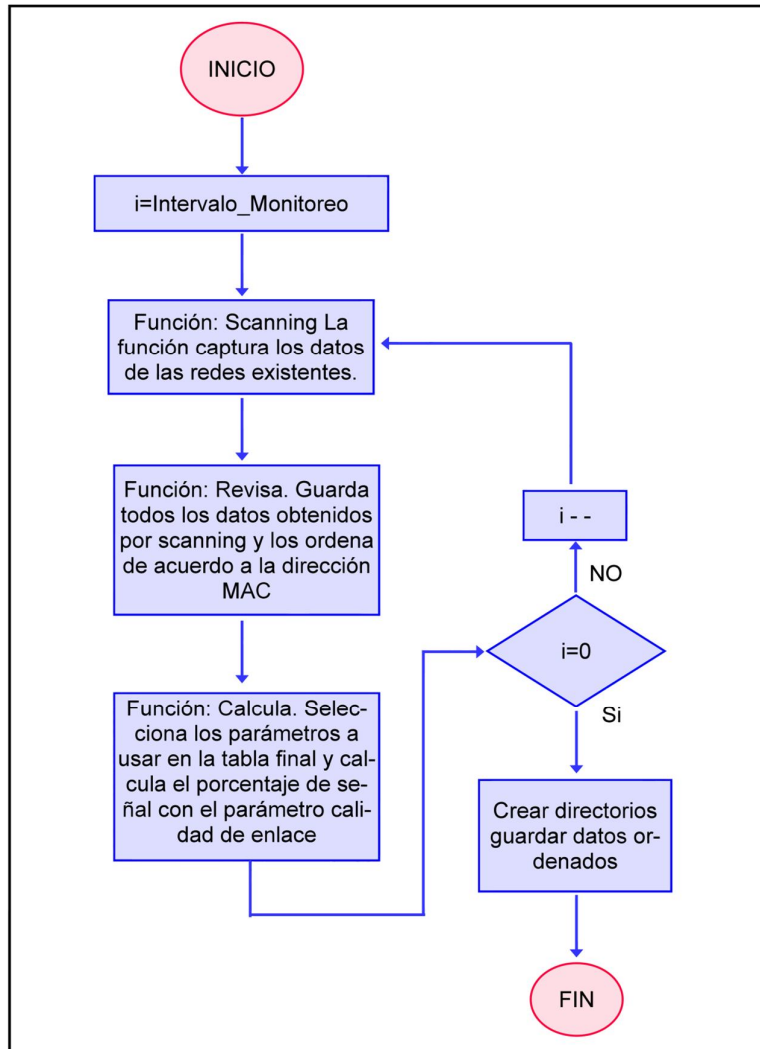 INICIO
i=Intervalo_Monitoreo
Función: Scanning La
función captura los datos
de las redes existentes.
Función: Revisa. Guarda
todos los datos obtenidos
por scanning y los ordena
de acuerdo a la dirección
MAC
Función: Calcula. Selec-
ciona los parámetros a
usar en la tabla final y cal-
cula el porcentaje de se-
ñal con el parámetro cali-
dad de enlace
i - -
NO
i=0
Si
Crear directorios
guardar datos or-
denados
FIN